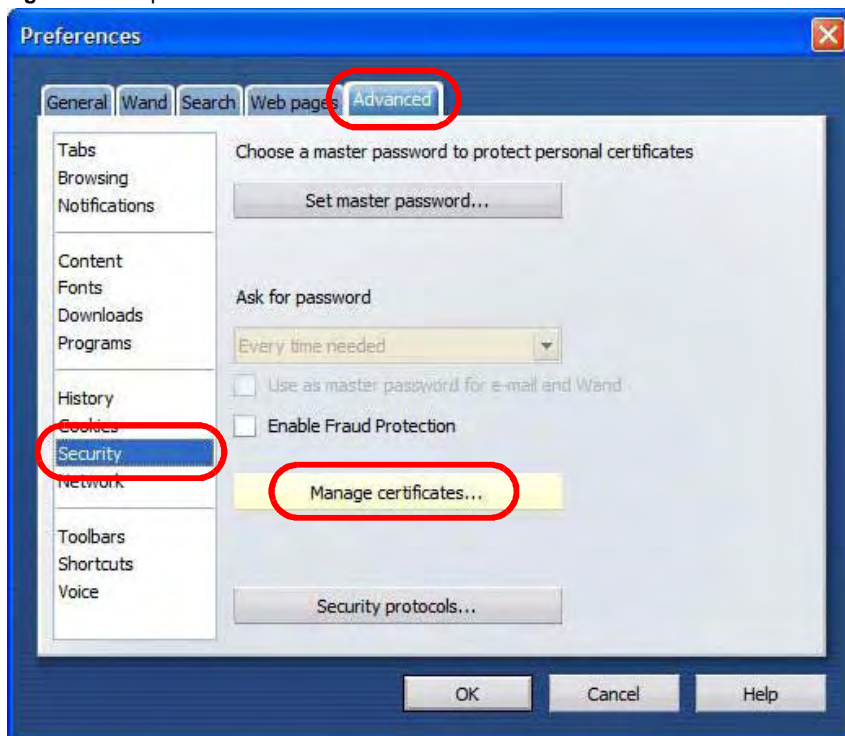 Preferences
General Wand Search Web pages Advanced
Tabs
Browsing
Notifications
Content
Fonts
Downloads
Programs
History
Cookies
Security
Network
Toolbars
Shortcuts
Voice
Choose a master password to protect personal certificates
Set master password...
Ask for password
Every time needed
Use as master password for e-mail and Wand
Enable Fraud Protection
Manage certificates...
Security protocols...
OK Cancel Help